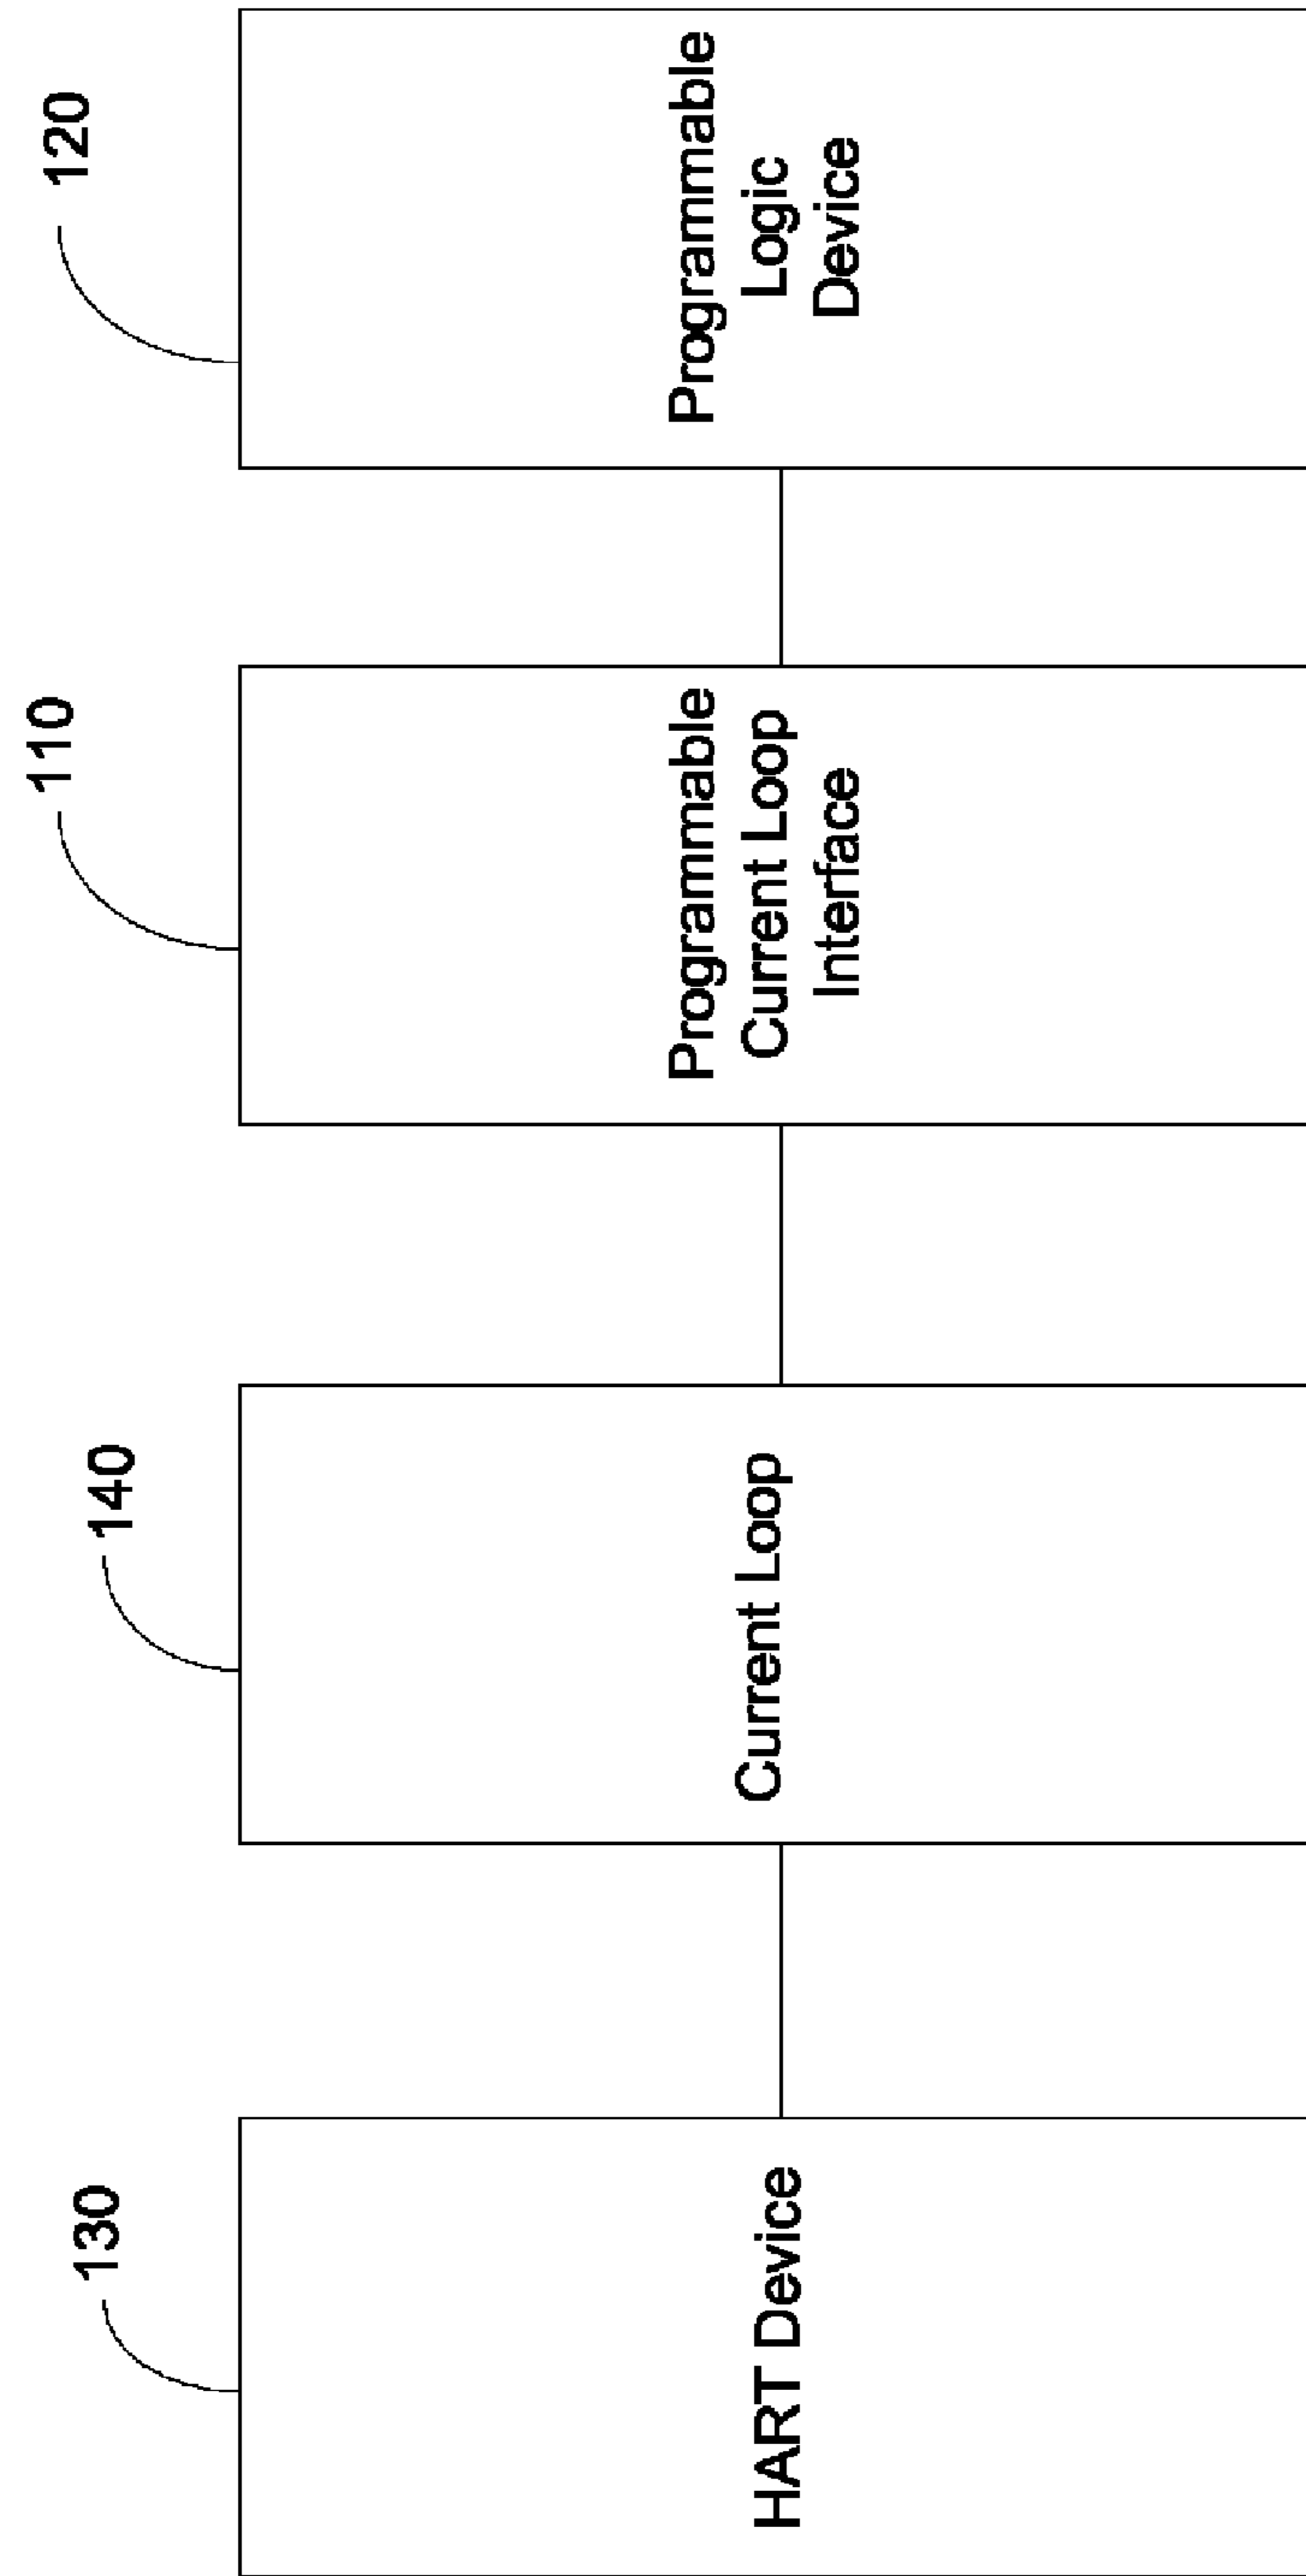 130
HART Device
140
Current Loop
110
Programmable
Current Loop
Interface
120
Programmable
Logic
Device